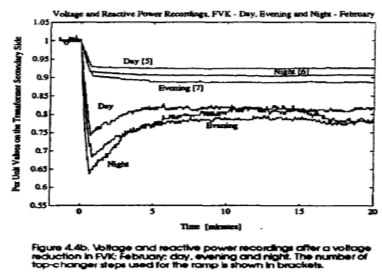 Voltage and Reactive Power Recordings, FVK - Day, Evening and Night - February
Per Unit Values on the Transformer Secondary Side
1.05
1
0.95
0.9
0.85
0.8
0.75
0.7
0.65
0.6
0.55
Day [5]
Night [6]
Evening [7]
Day
Evening
Night
0
5
10
15
20
Time [minutes]
Figure 4.4b. Voltage and reactive power recordings after a voltage
reduction in FVK; February; day, evening and night. The number of
tap-changer steps used for the ramp is shown in brackets.